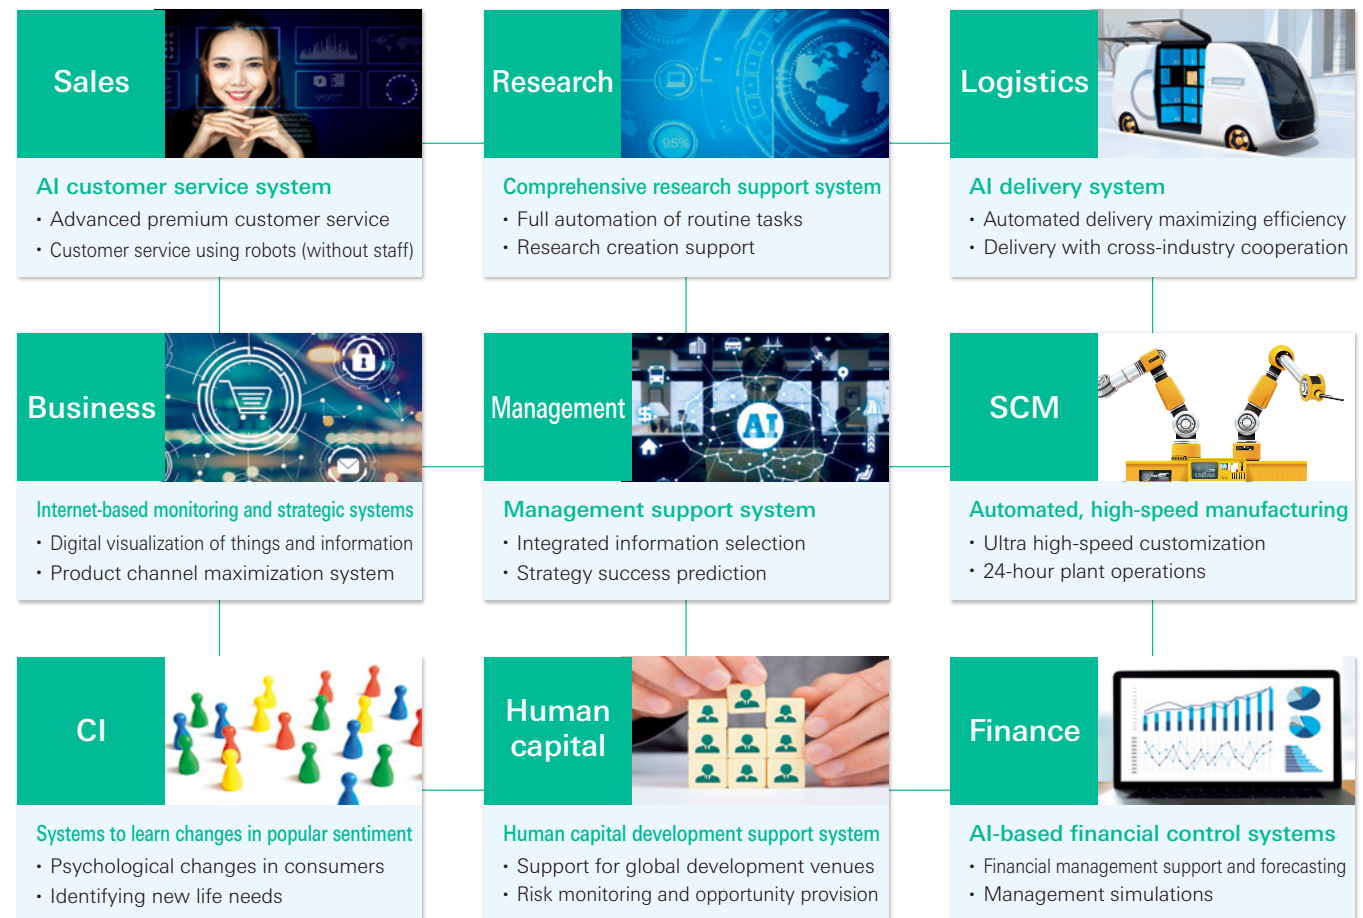 Sales
AI customer service system
・Advanced premium customer service
・Customer service using robots (without staff)
Research
95%
Comprehensive research support system
・Full automation of routine tasks
・Research creation support
Logistics
AI delivery system
・Automated delivery maximizing efficiency
・Delivery with cross-industry cooperation
Business
Internet-based monitoring and strategic systems
・Digital visualization of things and information
・Product channel maximization system
Management
$
AI
Management support system
・Integrated information selection
・Strategy success prediction
SCM
Automated, high-speed manufacturing
・Ultra high-speed customization
・24-hour plant operations
CI
Systems to learn changes in popular sentiment
・Psychological changes in consumers
・Identifying new life needs
Human
capital
Human capital development support system
・Support for global development venues
・Risk monitoring and opportunity provision
Finance
AI-based financial control systems
・Financial management support and forecasting
・Management simulations